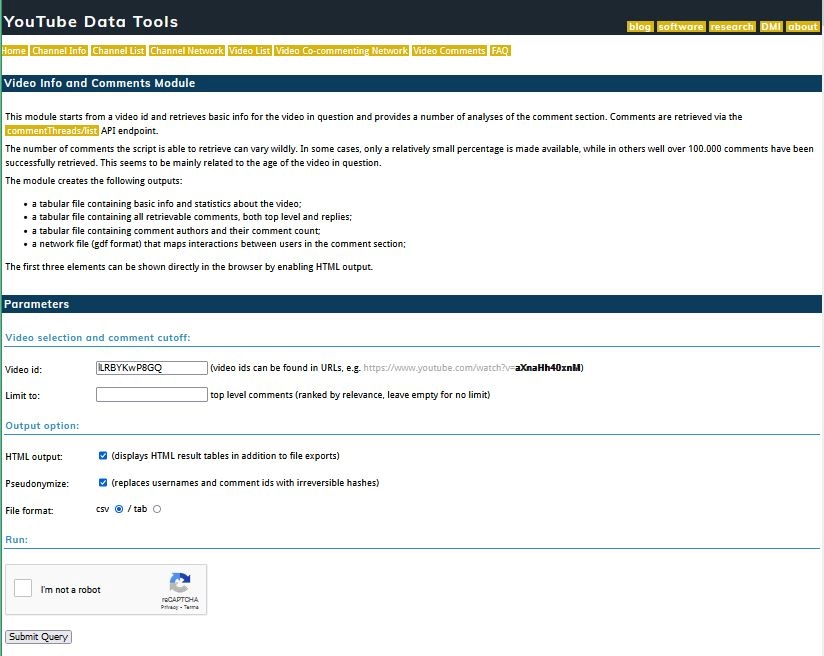 YouTube Data Tools
blog software research DMI about
Home Channel Info Channel List Channel Network Video List Video Co-commenting Network Video Comments FAQ
Video Info and Comments Module
This module starts from a video id and retrieves basic info for the video in question and provides a number of analyses of the comment section. Comments are retrieved via the
commentThreads/list API endpoint.
The number of comments the script is able to retrieve can vary wildly. In some cases, only a relatively small percentage is made available, while in others well over 100.000 comments have been
successfully retrieved. This seems to be mainly related to the age of the video in question.
The module creates the following outputs:
• a tabular file containing basic info and statistics about the video;
• a tabular file containing all retrievable comments, both top level and replies;
• a tabular file containing comment authors and their comment count;
• a network file (gdf format) that maps interactions between users in the comment section;
The first three elements can be shown directly in the browser by enabling HTML output.
Parameters
Video selection and comment cutoff:
Video id: lLRBYKwP8GQ (video ids can be found in URLs, e.g. https://www.youtube.com/watch?v=aXnaHh40xnM)
Limit to: top level comments (ranked by relevance, leave empty for no limit)
Output option:
HTML output: (displays HTML result tables in addition to file exports)
Pseudonymize: (replaces usernames and comment ids with irreversible hashes)
File format: csv / tab
Run:
I'm not a robot
reCAPTCHA
Privacy - Terms
Submit Query